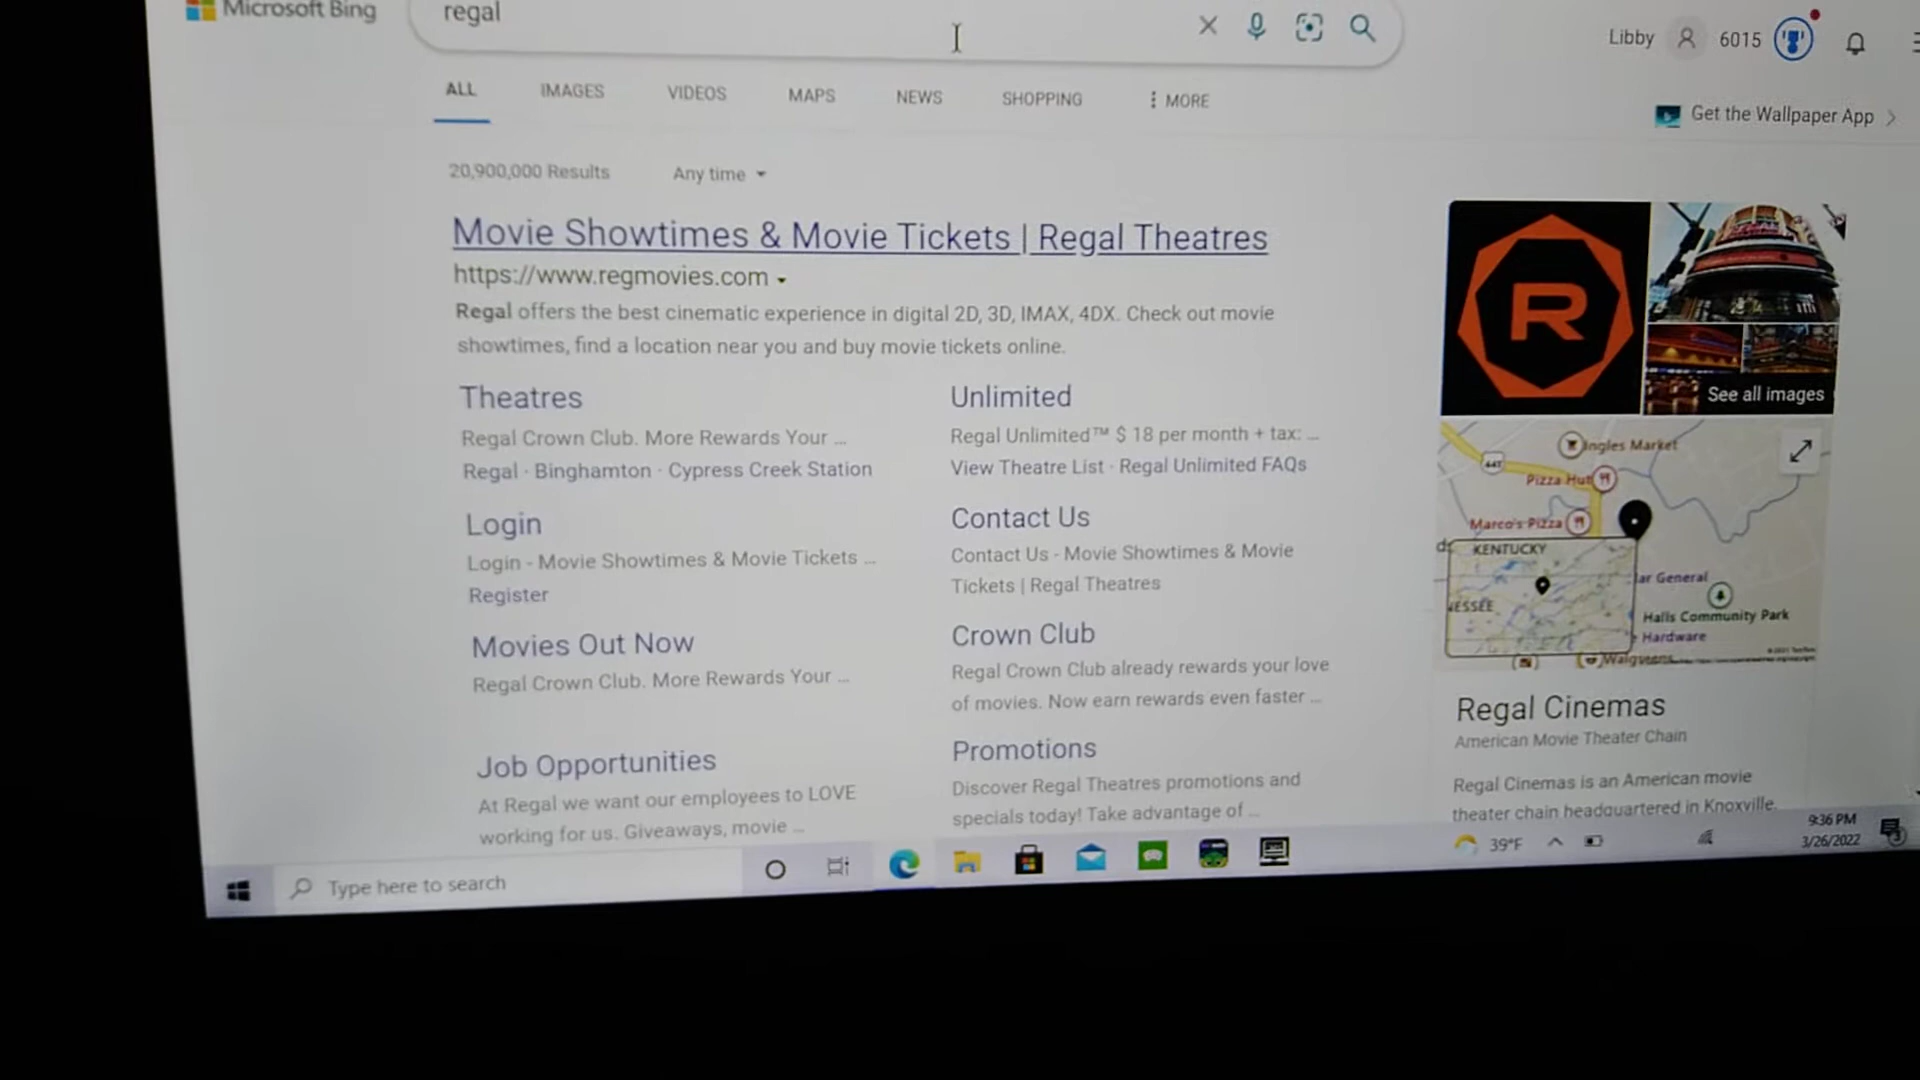 Microsoft Bing
regal
Libby
6015
ALL
IMAGES
VIDEOS
MAPS
NEWS
SHOPPING
MORE
Get the Wallpaper App
20,900,000 Results
Any time
Movie Showtimes & Movie Tickets | Regal Theatres
https://www.regmovies.com
Regal offers the best cinematic experience in digital 2D, 3D, IMAX, 4DX. Check out movie
showtimes, find a location near you and buy movie tickets online.
Theatres
Regal Crown Club. More Rewards Your ...
Regal · Binghamton · Cypress Creek Station
Login
Login - Movie Showtimes & Movie Tickets ...
Register
Movies Out Now
Regal Crown Club. More Rewards Your ...
Job Opportunities
At Regal we want our employees to LOVE
working for us. Giveaways, movie ...
Unlimited
Regal Unlimited™ $ 18 per month + tax: ...
View Theatre List · Regal Unlimited FAQs
Contact Us
Contact Us - Movie Showtimes & Movie
Tickets | Regal Theatres
Crown Club
Regal Crown Club already rewards your love
of movies. Now earn rewards even faster ...
Promotions
Discover Regal Theatres promotions and
specials today! Take advantage of ...
R
See all images
Ingles Market
441
Pizza Hut
Marco's Pizza
KENTUCKY
ar General
ESSEE
Halls Community Park
Hardware
Walgreens
Regal Cinemas
American Movie Theater Chain
Regal Cinemas is an American movie
theater chain headquartered in Knoxville.
Type here to search
39°F
9:36 PM
3/26/2022
3